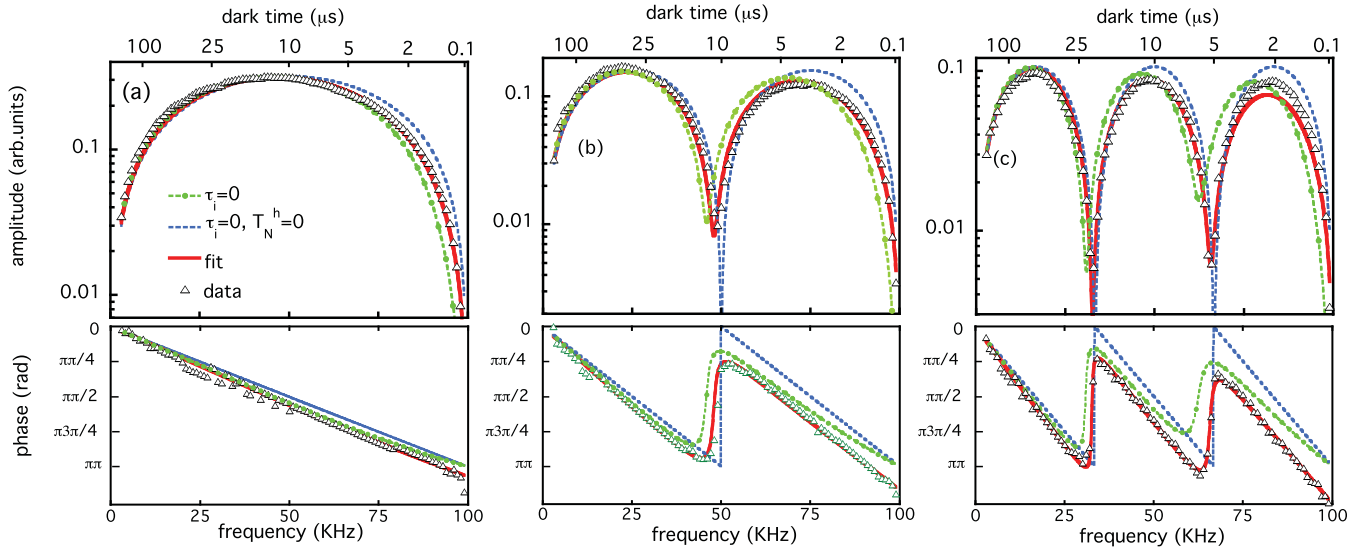 dark time (μs)
100 25 10 5 2 0.1
dark time (μs)
100 25 10 5 2 0.1
dark time (μs)
100 25 10 5 2 0.1
amplitude (arb.units)
0.1
0.01
(a)
τi=0
τi=0, TNh=0
fit
data
0.1
0.01
(b)
0.1
0.01
(c)
phase (rad)
0
ππ/4
ππ/2
π3π/4
ππ
0
ππ/4
ππ/2
π3π/4
ππ
0
ππ/4
ππ/2
π3π/4
ππ
0 25 50 75 100
frequency (KHz)
0 25 50 75 100
frequency (KHz)
0 25 50 75 100
frequency (KHz)